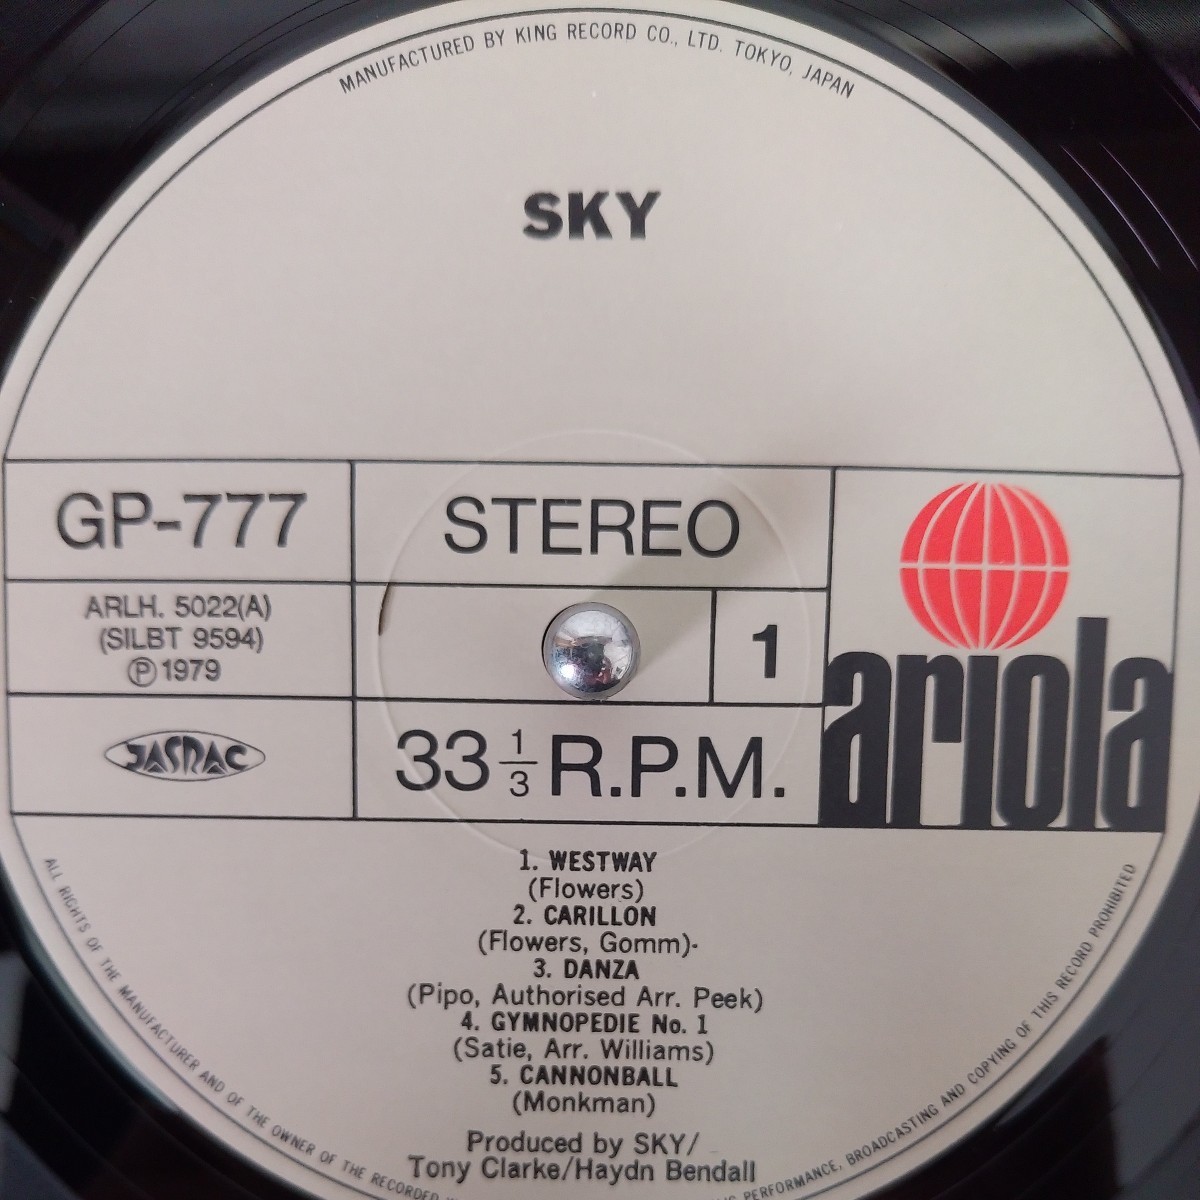 MANUFACTURED BY KING RECORD CO., LTD. TOKYO, JAPAN
SKY
GP-777
STEREO
ARLH. 5022(A)
(SILBT 9594)
Ⓟ1979
1
ariola
JASRAC
33 1/3 R.P.M.
1. WESTWAY
(Flowers)
2. CARILLON
(Flowers, Gomm)·
3. DANZA
(Pipo, Authorised Arr. Peek)
4. GYMNOPEDIE No. 1
(Satie, Arr. Williams)
5. CANNONBALL
(Monkman)
Produced by SKY/
Tony Clarke/Haydn Bendall
ALL RIGHTS OF THE MANUFACTURER AND OF THE OWNER OF THE RECORDED
PERFORMANCE, BROADCASTING AND COPYING OF THIS RECORD PROHIBITED